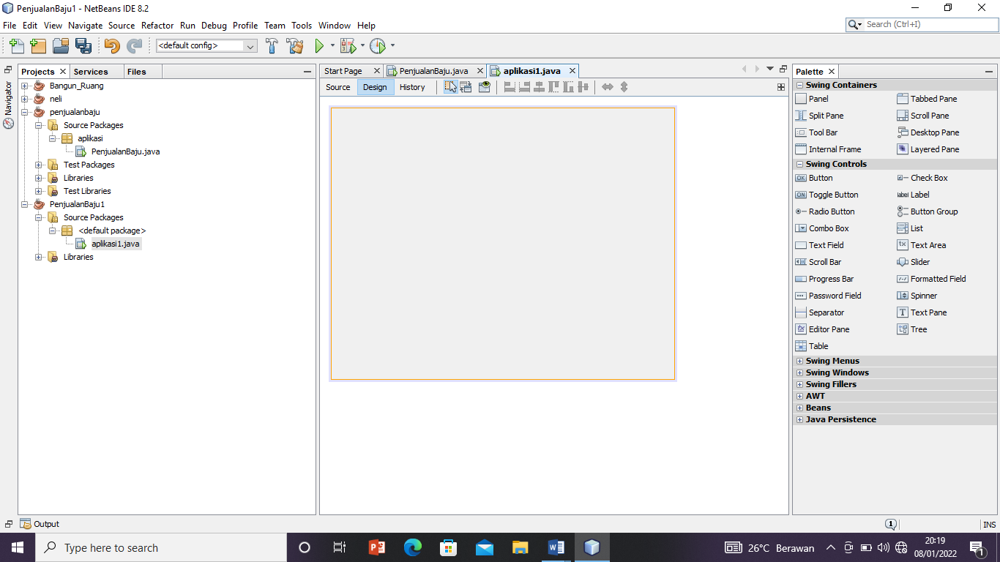 PenjualanBaju1 - NetBeans IDE 8.2
File Edit View Navigate Source Refactor Run Debug Profile Team Tools Window Help
Search (Ctrl+I)
<default config>
Navigator
Projects Services Files
Bangun_Ruang
neli
penjualanbaju
Source Packages
aplikasi
PenjualanBaju.java
Test Packages
Libraries
Test Libraries
PenjualanBaju1
Source Packages
<default package>
aplikasi1.java
Libraries
Start Page PenjualanBaju.java aplikasi1.java
Source Design History
Palette
Swing Containers
Panel Tabbed Pane
Split Pane Scroll Pane
Tool Bar Desktop Pane
Internal Frame Layered Pane
Swing Controls
OK Button Check Box
ON Toggle Button label Label
Radio Button Button Group
Combo Box List
Text Field Text Area
Scroll Bar Slider
Progress Bar Formatted Field
Password Field Spinner
Separator T Text Pane
Editor Pane Tree
Table
Swing Menus
Swing Windows
Swing Fillers
AWT
Beans
Java Persistence
Output
1
INS
Type here to search
26°C Berawan
20:19
08/01/2022
1